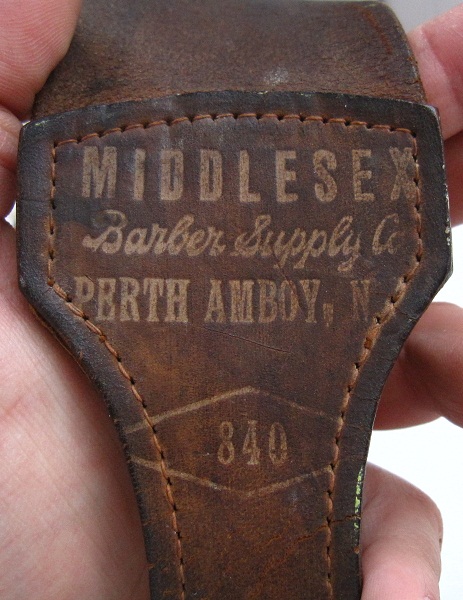 MIDDLESEX
Barber Supply Co
PERTH AMBOY, N.
840